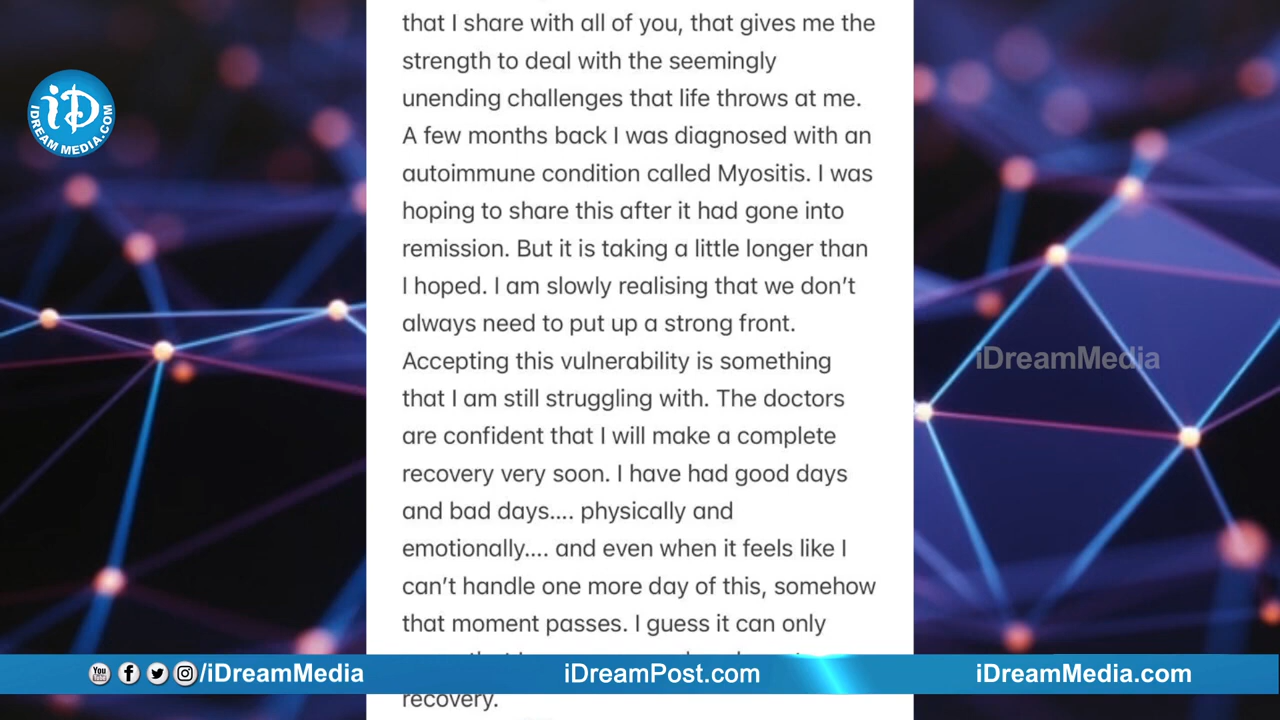 that I share with all of you, that gives me the
strength to deal with the seemingly
unending challenges that life throws at me.
A few months back I was diagnosed with an
autoimmune condition called Myositis. I was
hoping to share this after it had gone into
remission. But it is taking a little longer than
I hoped. I am slowly realising that we don’t
always need to put up a strong front.
Accepting this vulnerability is something
that I am still struggling with. The doctors
are confident that I will make a complete
recovery very soon. I have had good days
and bad days.... physically and
emotionally.... and even when it feels like I
can’t handle one more day of this, somehow
that moment passes. I guess it can only
recovery.
iD
IDREAM MEDIA.COM
iDreamMedia
You
/iDreamMedia
iDreamPost.com
iDreamMedia.com